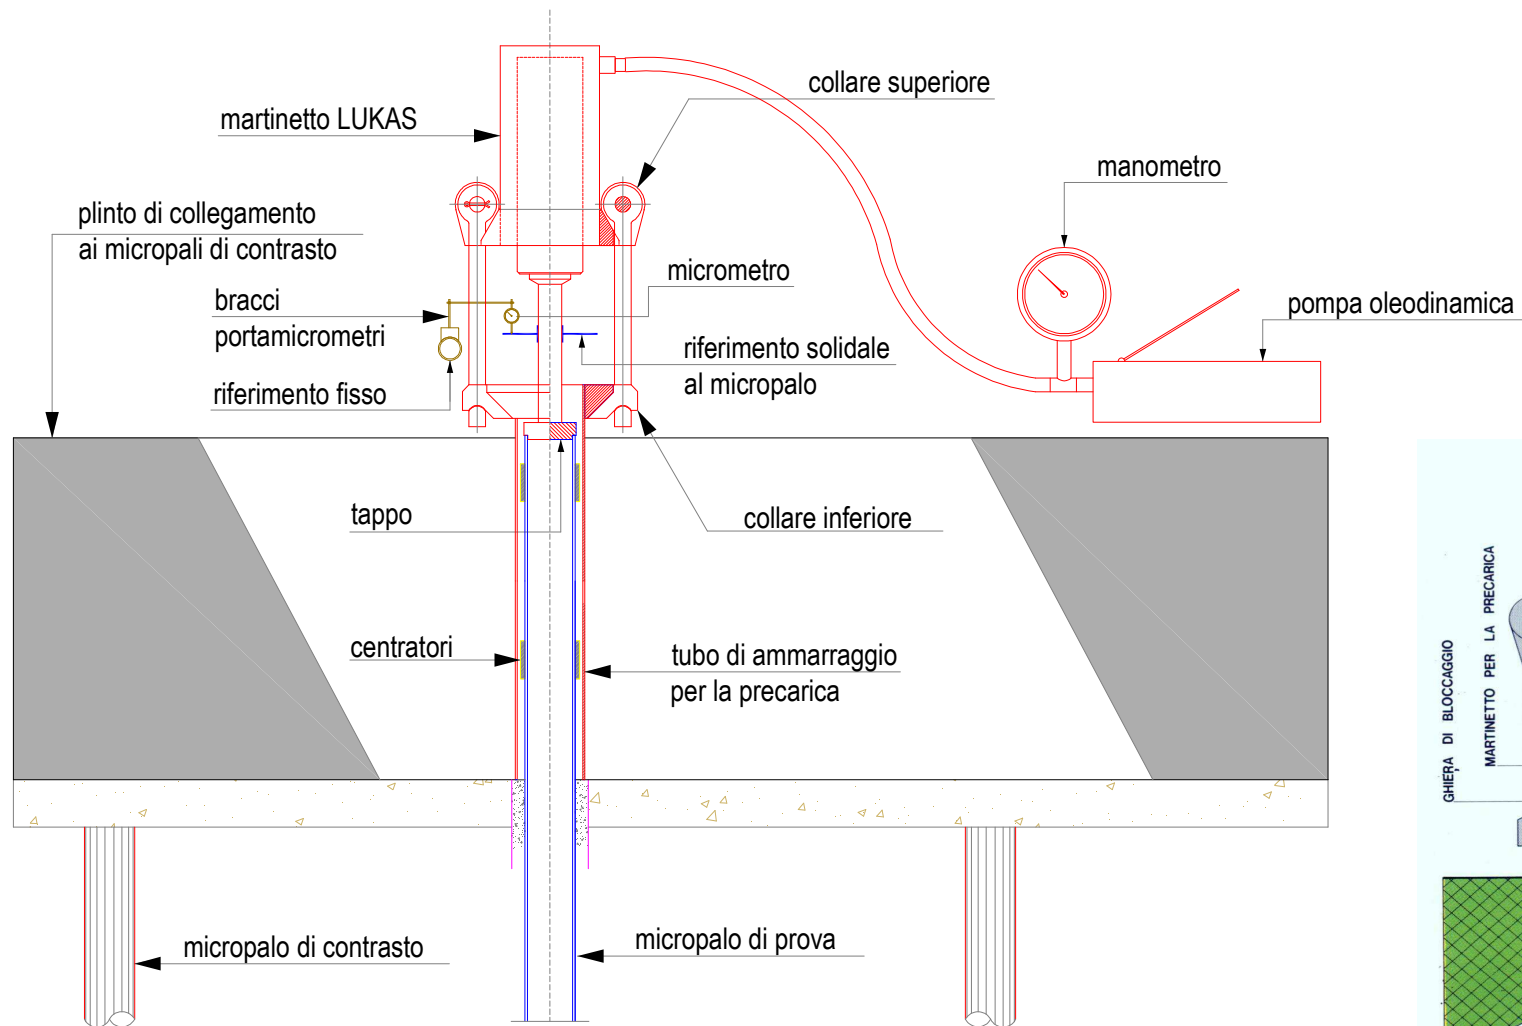 collare superiore
martinetto LUKAS
manometro
plinto di collegamento
ai micropali di contrasto
micrometro
bracci
portamicrometri
pompa oleodinamica
riferimento solidale
al micropalo
riferimento fisso
tappo
collare inferiore
centratori
tubo di ammarraggio
per la precarica
micropalo di contrasto
micropalo di prova
GHIERA DI BLOCCAGGIO
MARTINETTO PER LA PRECARICA